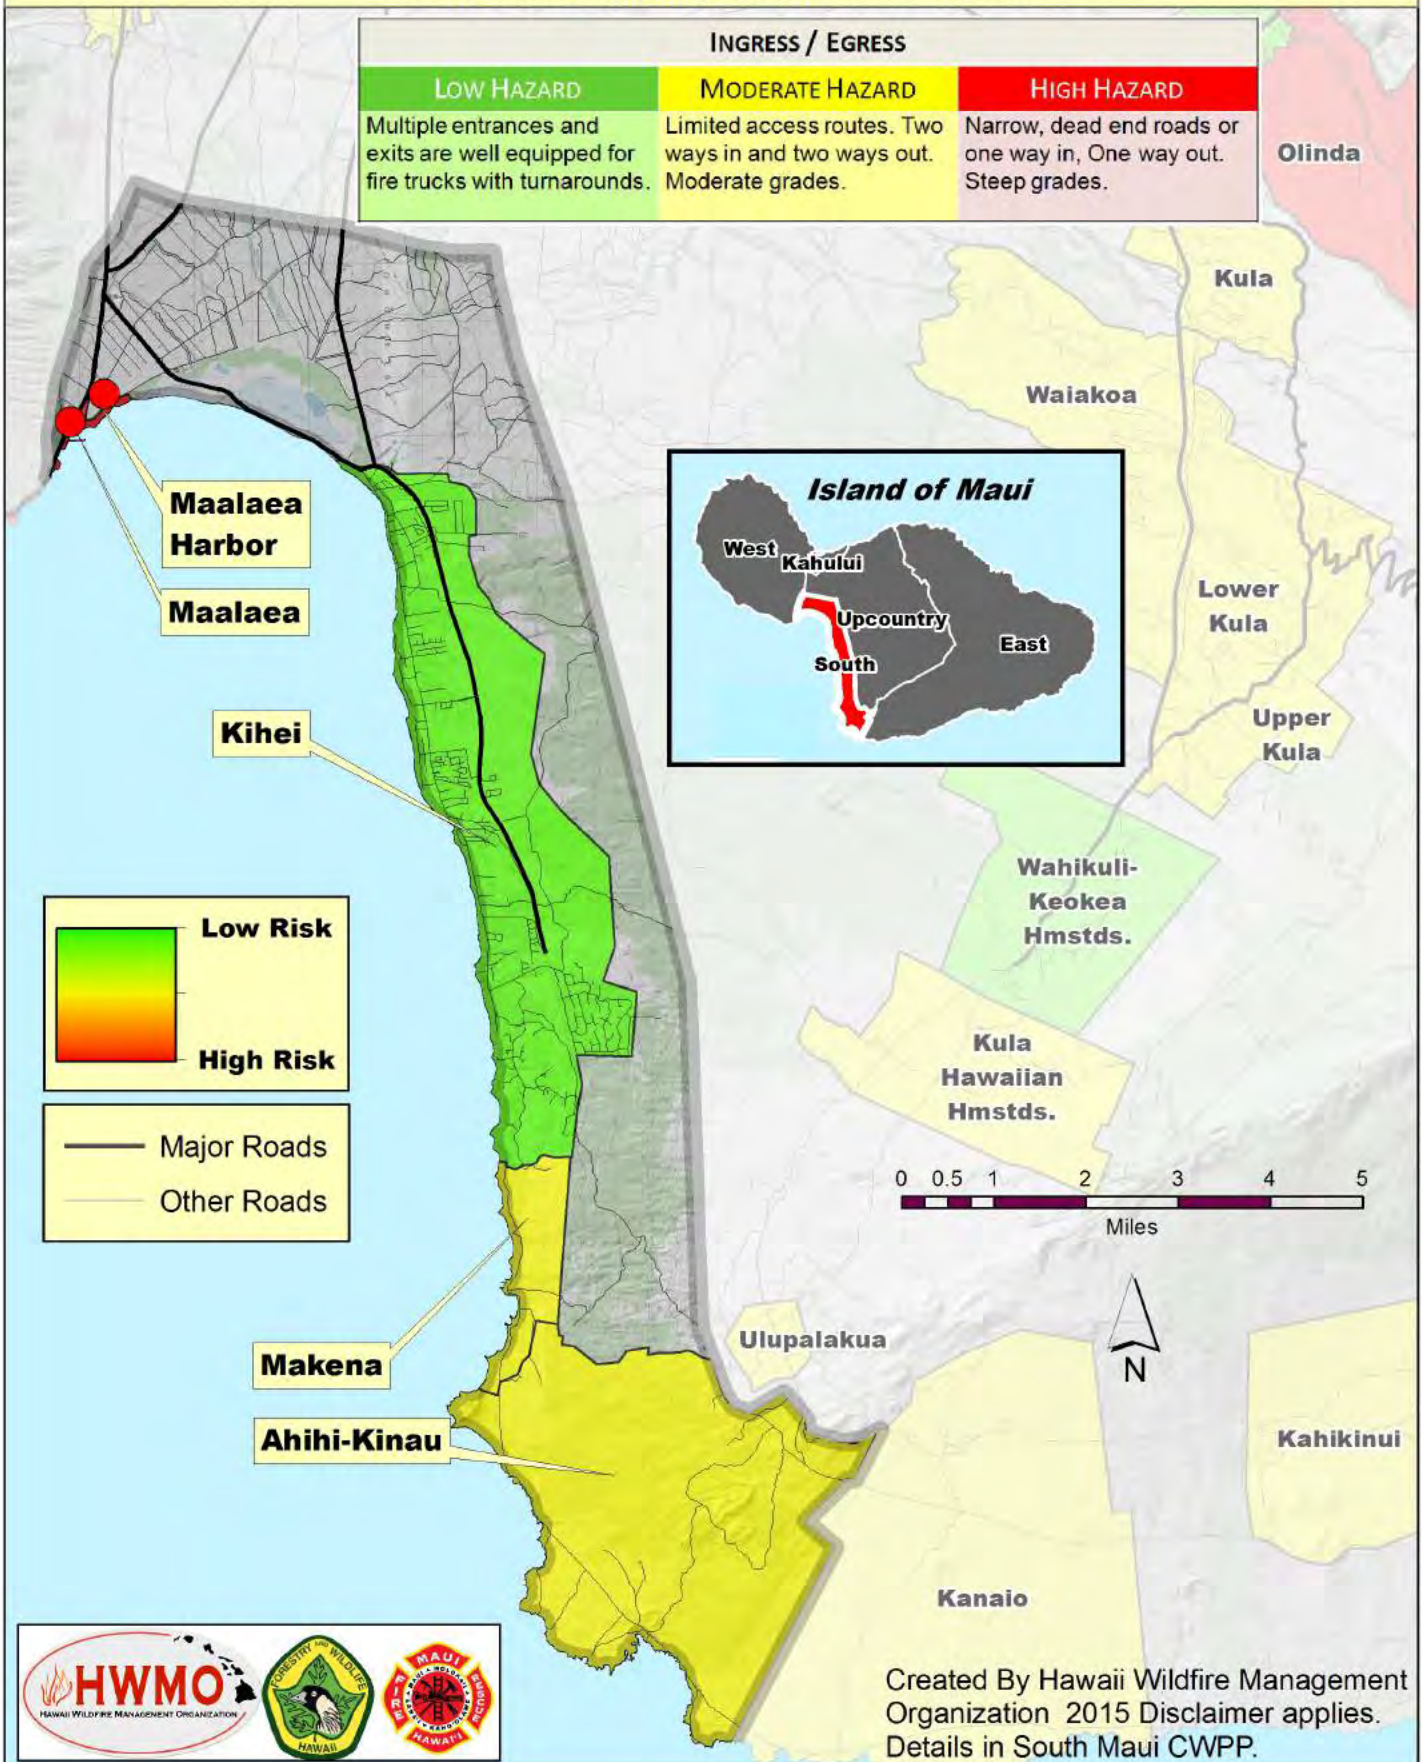 INGRESS / EGRESS
LOW HAZARD
Multiple entrances and
exits are well equipped for
fire trucks with turnarounds.
MODERATE HAZARD
Limited access routes. Two
ways in and two ways out.
Moderate grades.
HIGH HAZARD
Narrow, dead end roads or
one way in, One way out.
Steep grades.
Olinda
Kula
Waiakoa
Maalaea
Harbor
Maalaea
Island of Maui
West
Kahului
Upcountry
South
East
Lower
Kula
Upper
Kula
Kihei
Wahikuli-
Keokea
Hmstds.
Low Risk
High Risk
Kula
Hawaiian
Hmstds.
Major Roads
Other Roads
0 0.5 1 2 3 4 5
Miles
N
Ulupalakua
Makena
Ahihi-Kinau
Kahikinui
Kanaio
HWMO
HAWAII WILDFIRE MANAGEMENT ORGANIZATION
FORESTRY AND WILDLIFE
HAWAII
MAUI
FIRE
RESCUE
HAWAI'I
Created By Hawaii Wildfire Management
Organization 2015 Disclaimer applies.
Details in South Maui CWPP.